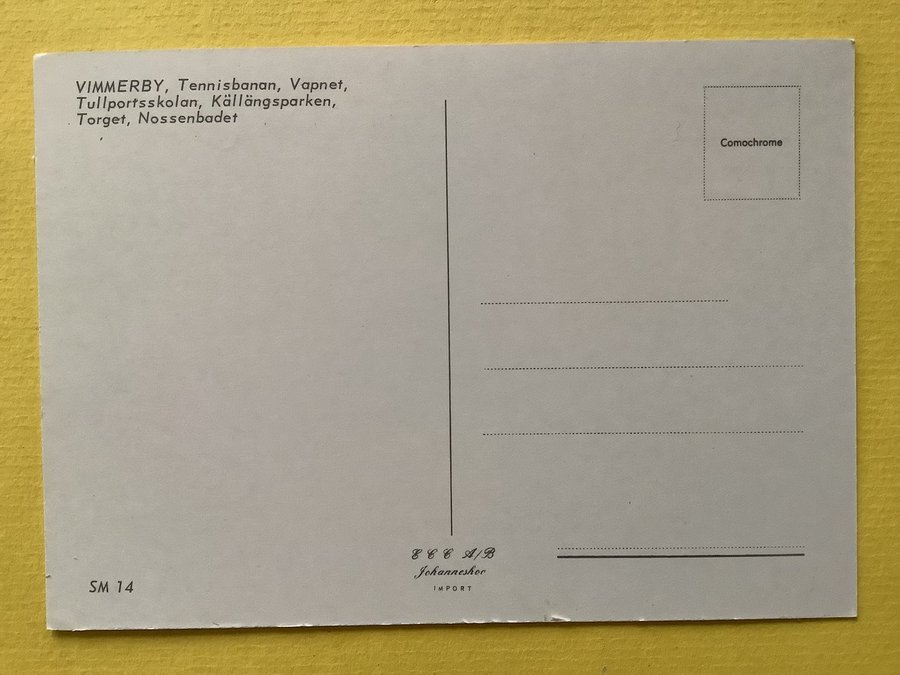 VIMMERBY, Tennisbanan, Vapnet,
Tullportsskolan, Källängsparken,
Torget, Nossenbadet
Comochrome
E C C A/B
Johanneshov
IMPORT
SM 14